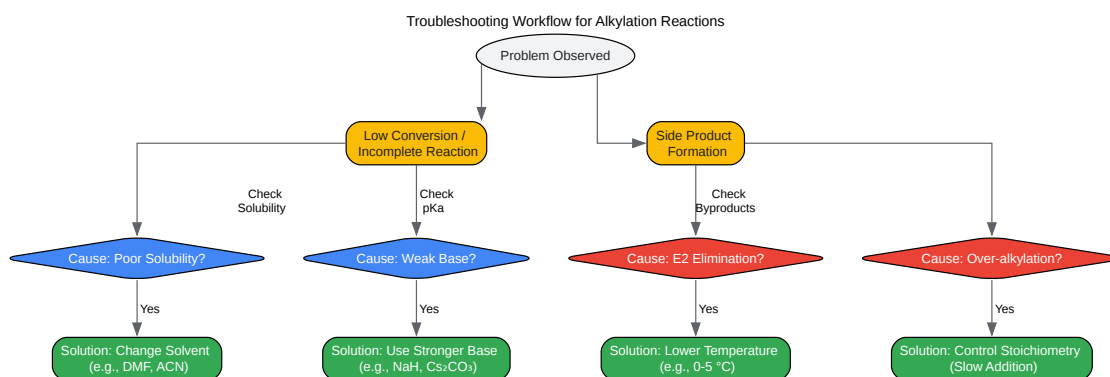 Troubleshooting Workflow for Alkylation Reactions
Problem Observed
Low Conversion /
Incomplete Reaction
Side Product
Formation
Check
Solubility
Check
pKa
Check
Byproducts
Cause: Poor Solubility?
Cause: Weak Base?
Cause: E2 Elimination?
Cause: Over-alkylation?
Yes
Yes
Yes
Yes
Solution: Change Solvent
(e.g., DMF, ACN)
Solution: Use Stronger Base
(e.g., NaH, Cs₂CO₃)
Solution: Lower Temperature
(e.g., 0-5 °C)
Solution: Control Stoichiometry
(Slow Addition)